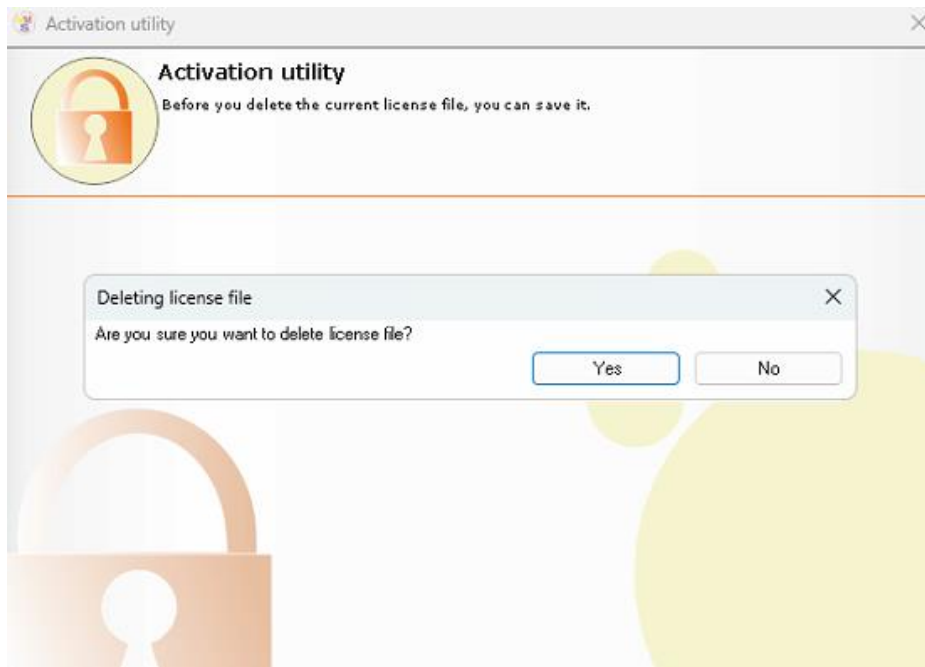 Activation utility
Activation utility
Before you delete the current license file, you can save it.
Deleting license file
Are you sure you want to delete license file?
Yes No